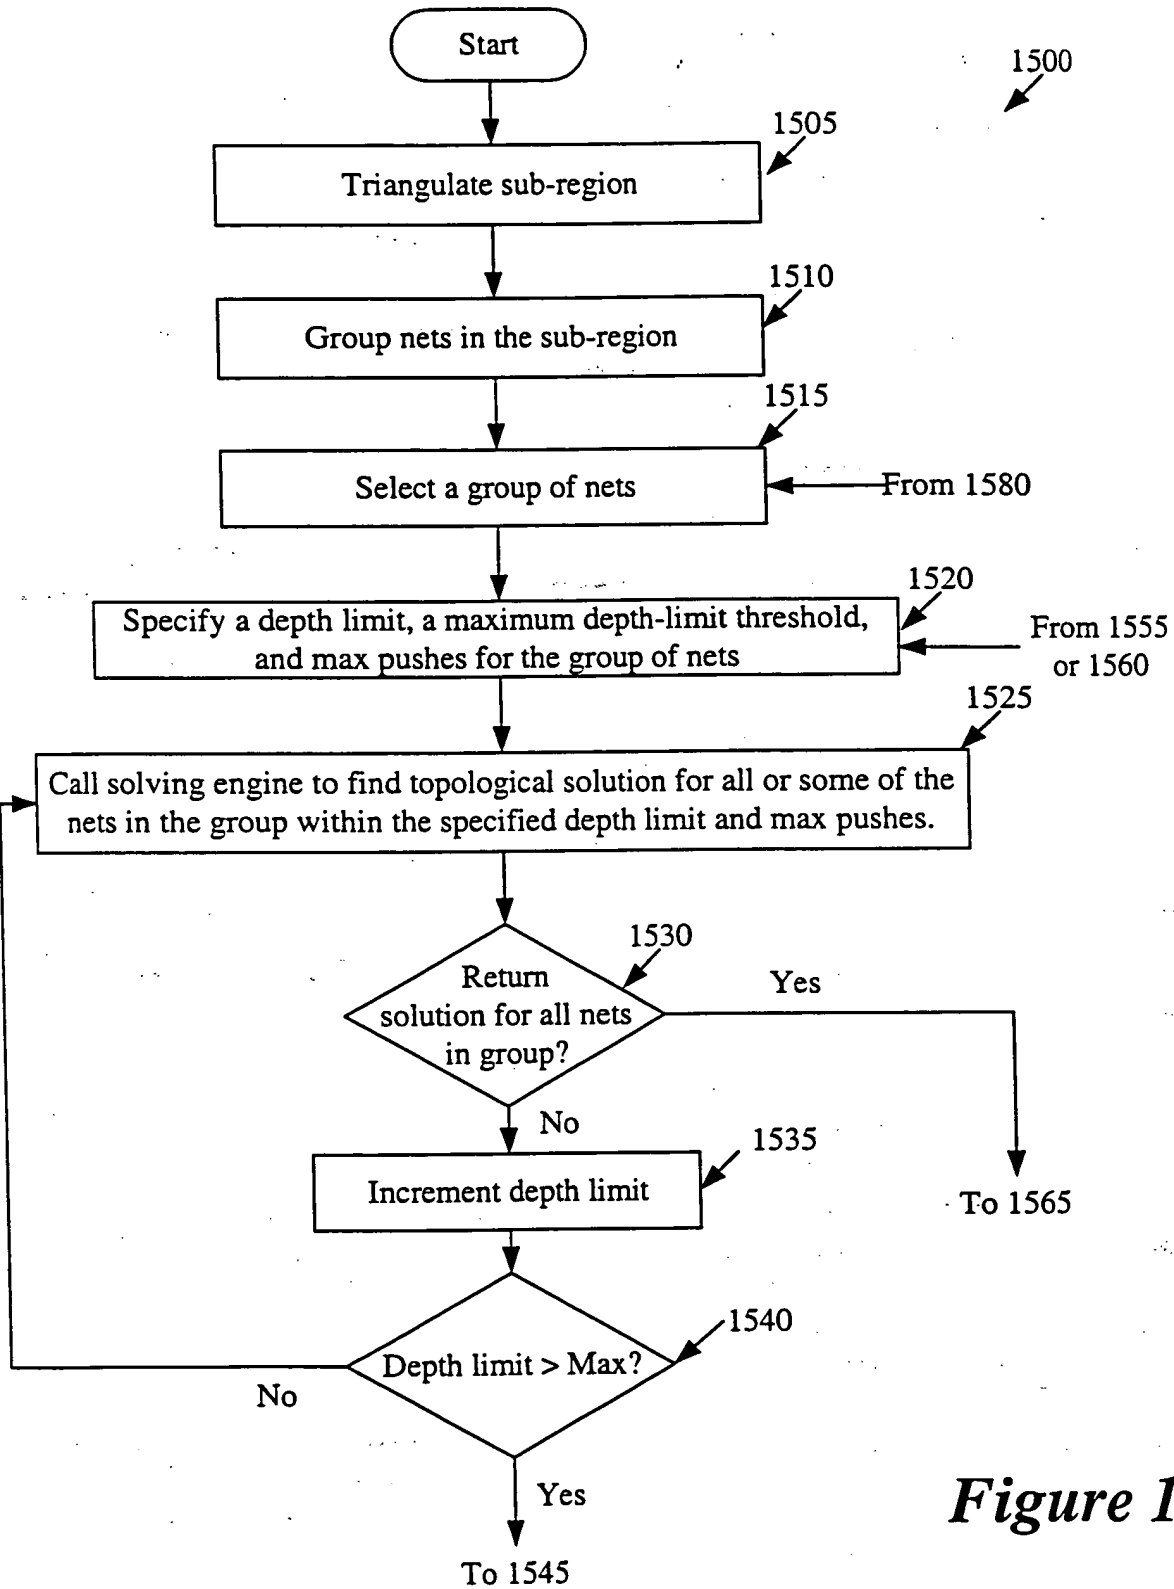 Start
1500
1505
Triangulate sub-region
1510
Group nets in the sub-region
1515
Select a group of nets
From 1580
1520
Specify a depth limit, a maximum depth-limit threshold,
and max pushes for the group of nets
From 1555
or 1560
1525
Call solving engine to find topological solution for all or some of the
nets in the group within the specified depth limit and max pushes.
1530
Return
solution for all nets
in group?
Yes
No
1535
Increment depth limit
To 1565
1540
Depth limit > Max?
No
Yes
To 1545
Figure 1